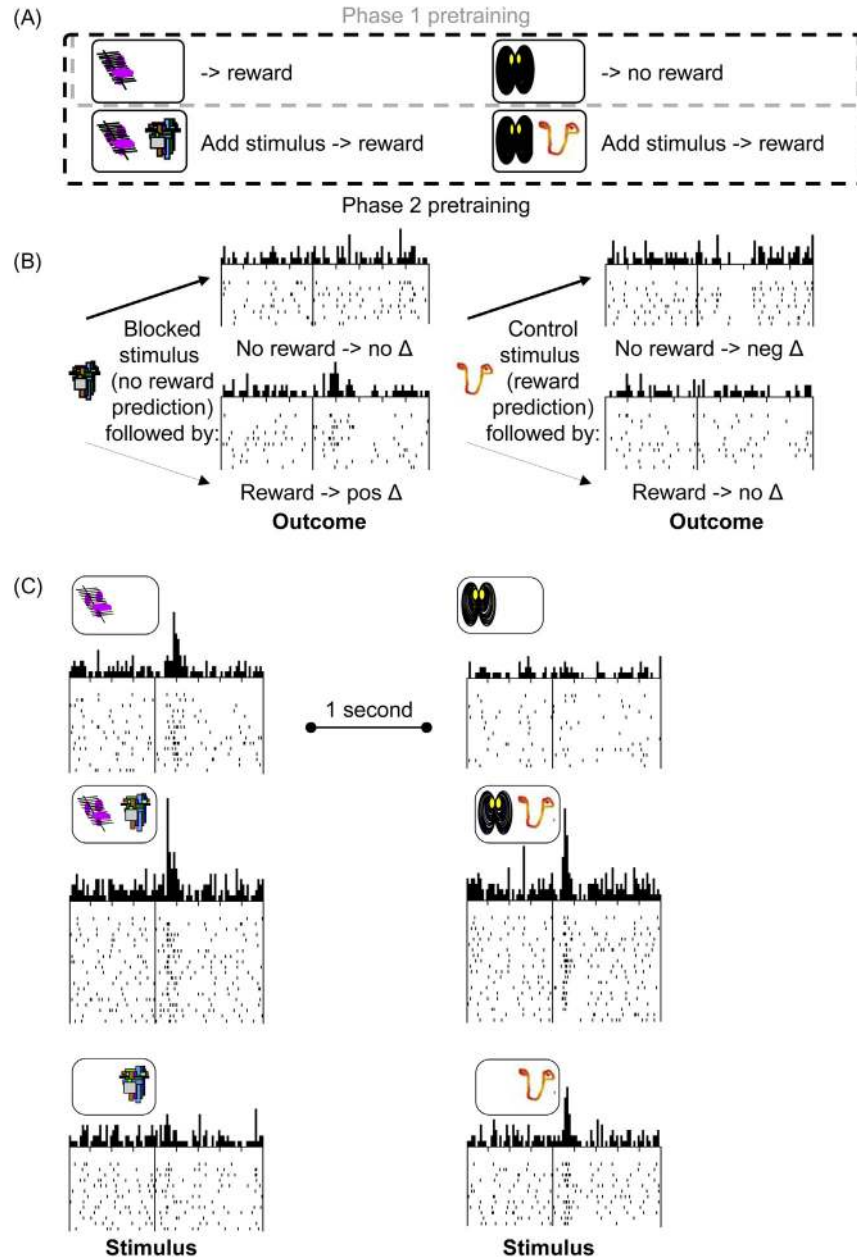 (A)
Phase 1 pretraining
-> reward
-> no reward
Add stimulus -> reward
Add stimulus -> reward
Phase 2 pretraining
(B)
Blocked
stimulus
(no reward
prediction)
followed by:
No reward -> no Δ
Reward -> pos Δ
Outcome
Control
stimulus
(reward
prediction)
followed by:
No reward -> neg Δ
Reward -> no Δ
Outcome
(C)
1 second
Stimulus
Stimulus